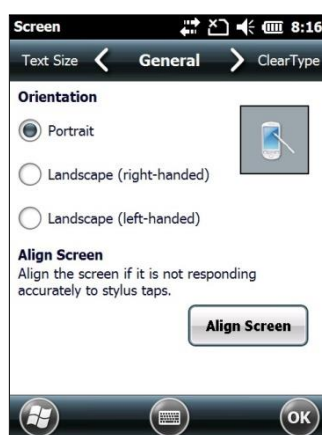 Screen 8:16
Text Size General ClearType
Orientation
Portrait
Landscape (right-handed)
Landscape (left-handed)
Align Screen
Align the screen if it is not responding
accurately to stylus taps.
Align Screen
OK